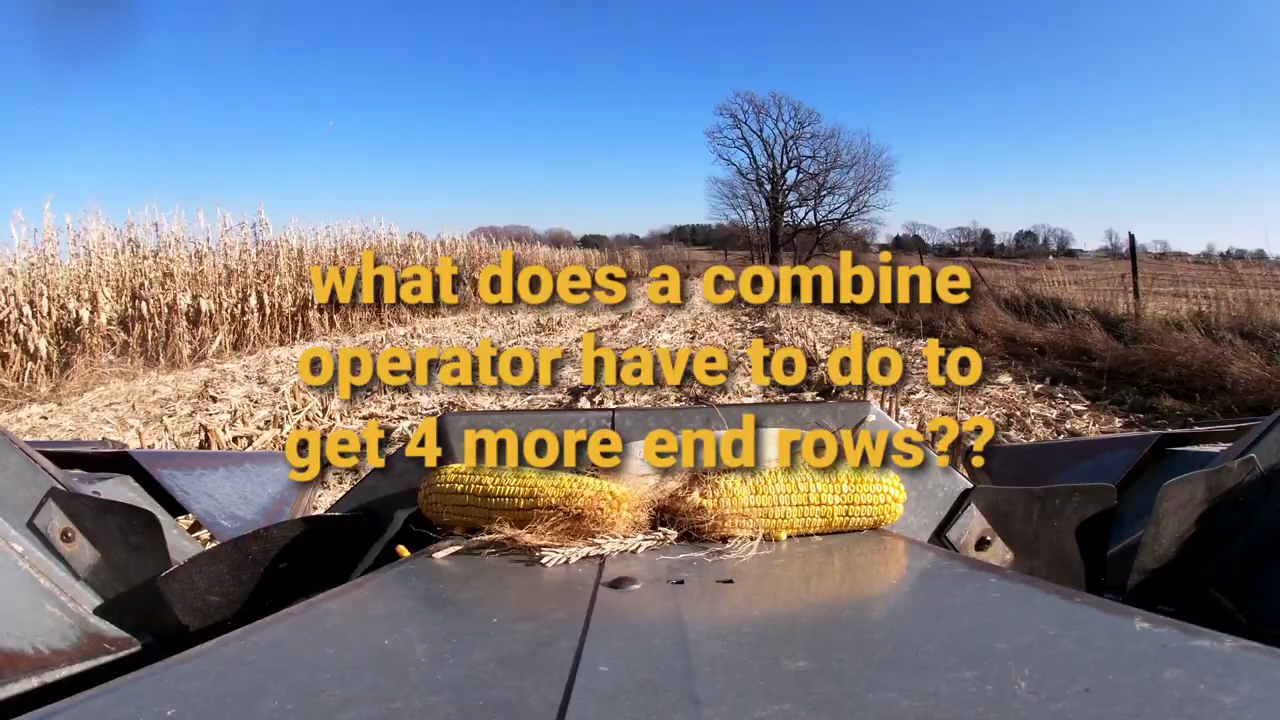 what does a combine
operator have to do to
get 4 more end rows??